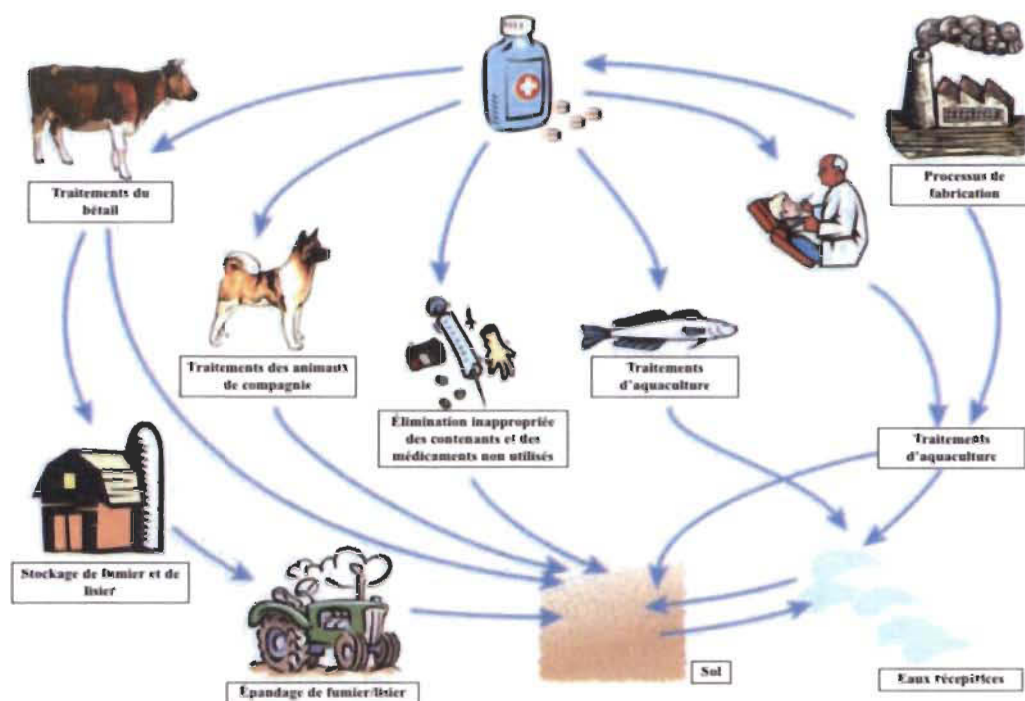 Traitements du
bétail
Processus de
fabrication
Traitements des animaux
de compagnie
Élimination inappropriée
des contenants et des
médicaments non utilisés
Traitements
d'aquaculture
Traitements
d'aquaculture
Stockage de fumier et de
lisier
Épandage de fumier/lisier
Sol
Eaux récepitrices